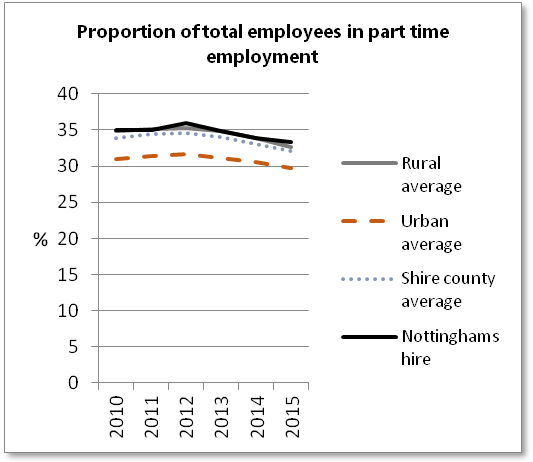 Proportion of total employees in part time
employment
40
35
30
25
20
15
10
5
0
%
2010
2011
2012
2013
2014
2015
Rural
average
Urban
average
Shire county
average
Nottinghams
hire